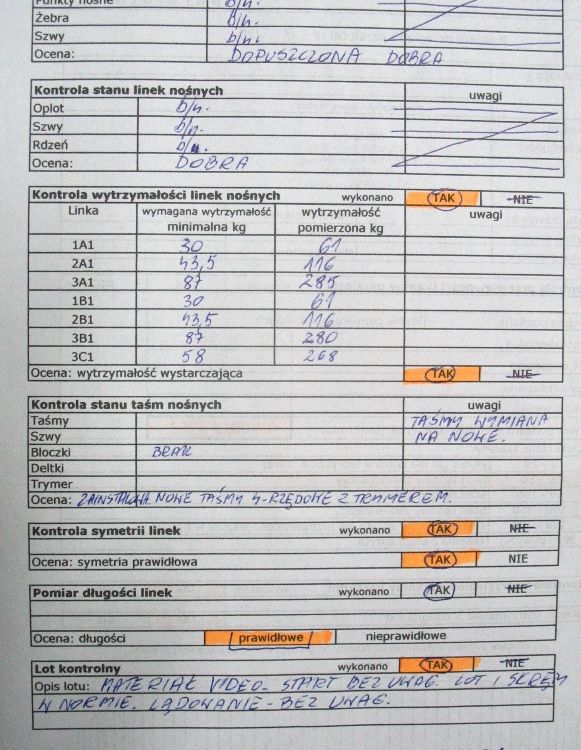 Punkty nośne b/n.
Żebra b/n.
Szwy b/n.
Ocena: DOPUSZCZONA DOBRA
Kontrola stanu linek nośnych uwagi
Oplot b/n.
Szwy b/n.
Rdzeń b/n.
Ocena: DOBRA
Kontrola wytrzymałości linek nośnych wykonano TAK NIE
Linka wymagana wytrzymałość wytrzymałość uwagi
minimalna kg pomierzona kg
1A1 30 61
2A1 43,5 116
3A1 87 285
1B1 30 61
2B1 43,5 116
3B1 87 280
3C1 58 268
Ocena: wytrzymałość wystarczająca TAK NIE
Kontrola stanu taśm nośnych uwagi
Taśmy TAŚMY WYMIANA
Szwy NA NOWE.
Bloczki BRAK
Deltki
Trymer
Ocena: ZAINSTALOWA. NOWE TAŚMY 4-RZĘDOWE Z TRYMEREM.
Kontrola symetrii linek wykonano TAK NIE
Ocena: symetria prawidłowa TAK NIE
Pomiar długości linek wykonano TAK NIE
Ocena: długości prawidłowe nieprawidłowe
Lot kontrolny wykonano TAK NIE
Opis lotu: MATERIAŁ VIDEO- START BEZ UWAG. LOT I SKRĘTY
W NORMIE. LĄDOWANIE - BEZ UWAG.